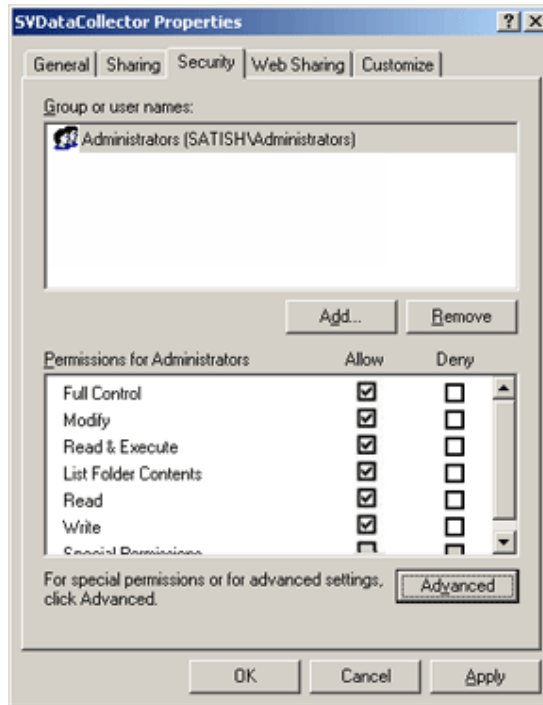 SVDataCollector Properties
General Sharing Security Web Sharing Customize
Group or user names:
Administrators (SATISH\Administrators)
Add... Remove
Permissions for Administrators Allow Deny
Full Control
Modify
Read & Execute
List Folder Contents
Read
Write
Special Permissions
For special permissions or for advanced settings,
click Advanced.
Advanced
OK Cancel Apply